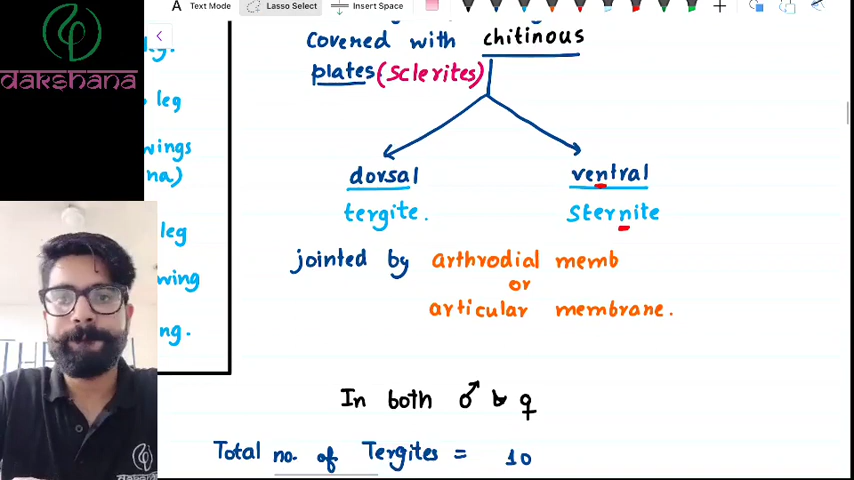 Text Mode Lasso Select Insert Space
dakshana
covered with chitinous
plates (Sclerites)
leg
wings
na)
leg
wing
ng.
dorsal ventral
tergite. Sternite
jointed by arthrodial memb
or
articular membrane.
In both ♂ & ♀
Total no. of Tergites = 10
dakshana